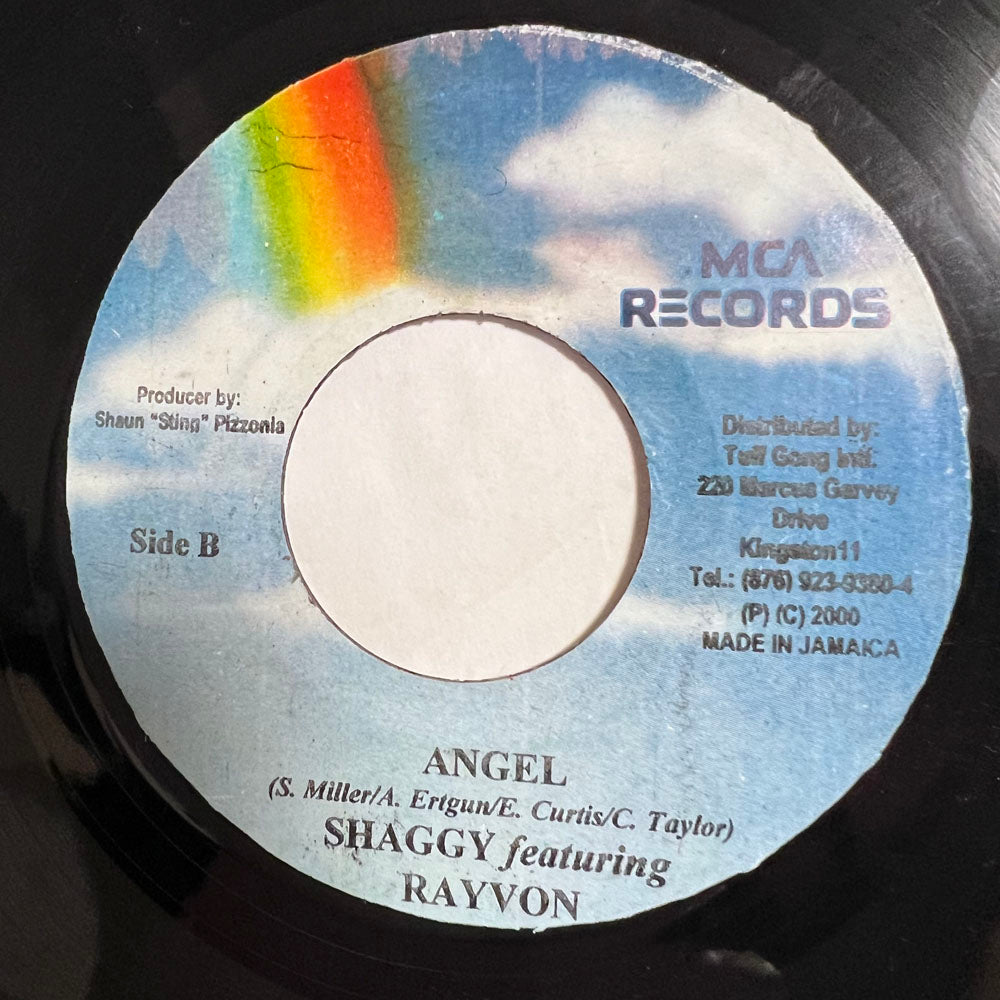 MCA
RECORDS
Producer by:
Shaun "Sting" Pizzonia
Side B
Distributed by:
Tuff Gong Intl.
220 Marcus Garvey
Drive
Kingston11
Tel.: (876) 923-9380-4
(P) (C) 2000
MADE IN JAMAICA
ANGEL
(S. Miller/A. Ertgun/E. Curtis/C. Taylor)
SHAGGY featuring
RAYVON